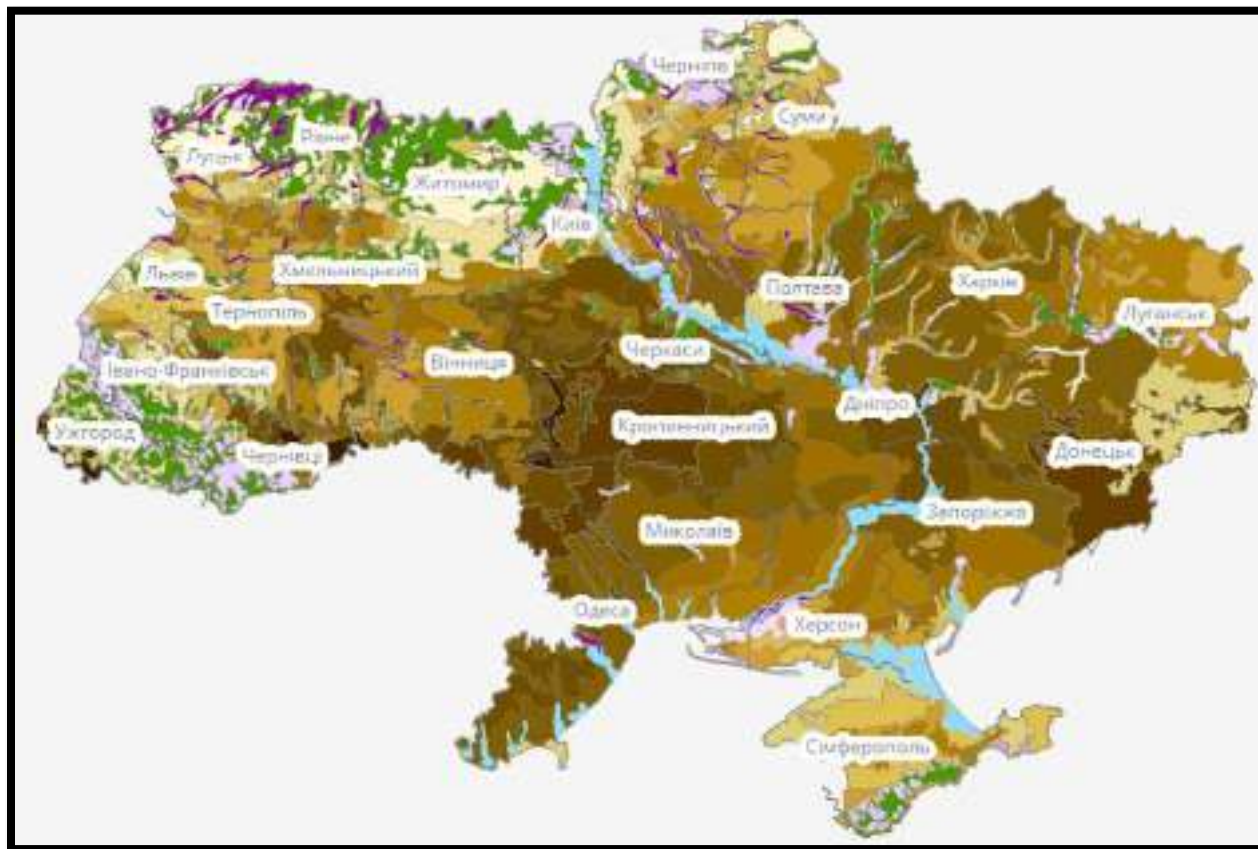 Чернігів
Суми
Рівне
Луцьк
Житомир
Київ
Львів
Хмельницький
Полтава
Харків
Тернопіль
Луганськ
Черкаси
Вінниця
Івано-Франківськ
Дніпро
Кропивницький
Ужгород
Чернівці
Донецьк
Запоріжжя
Миколаїв
Одеса
Херсон
Сімферополь